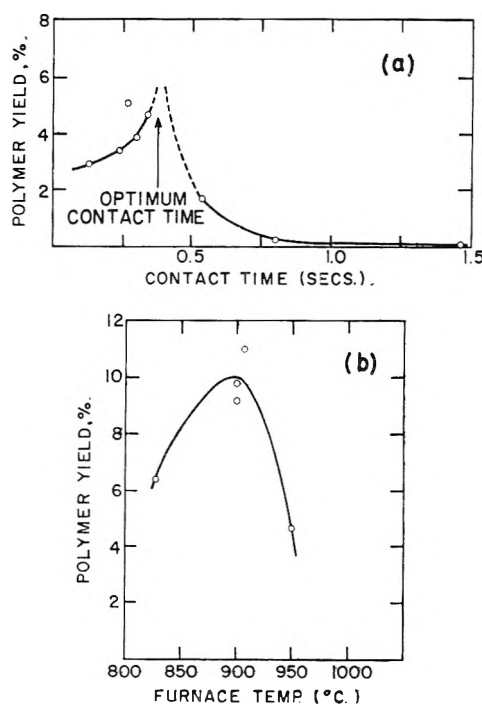 8
6
4
2
POLYMER YIELD,%.
(a)
OPTIMUM
CONTACT TIME
0.5
1.0
1.5
CONTACT TIME (SECS.).
12
10
8
6
4
2
POLYMER YIELD,%.
(b)
800 850 900 950 1000
FURNACE TEMP. (°C.)